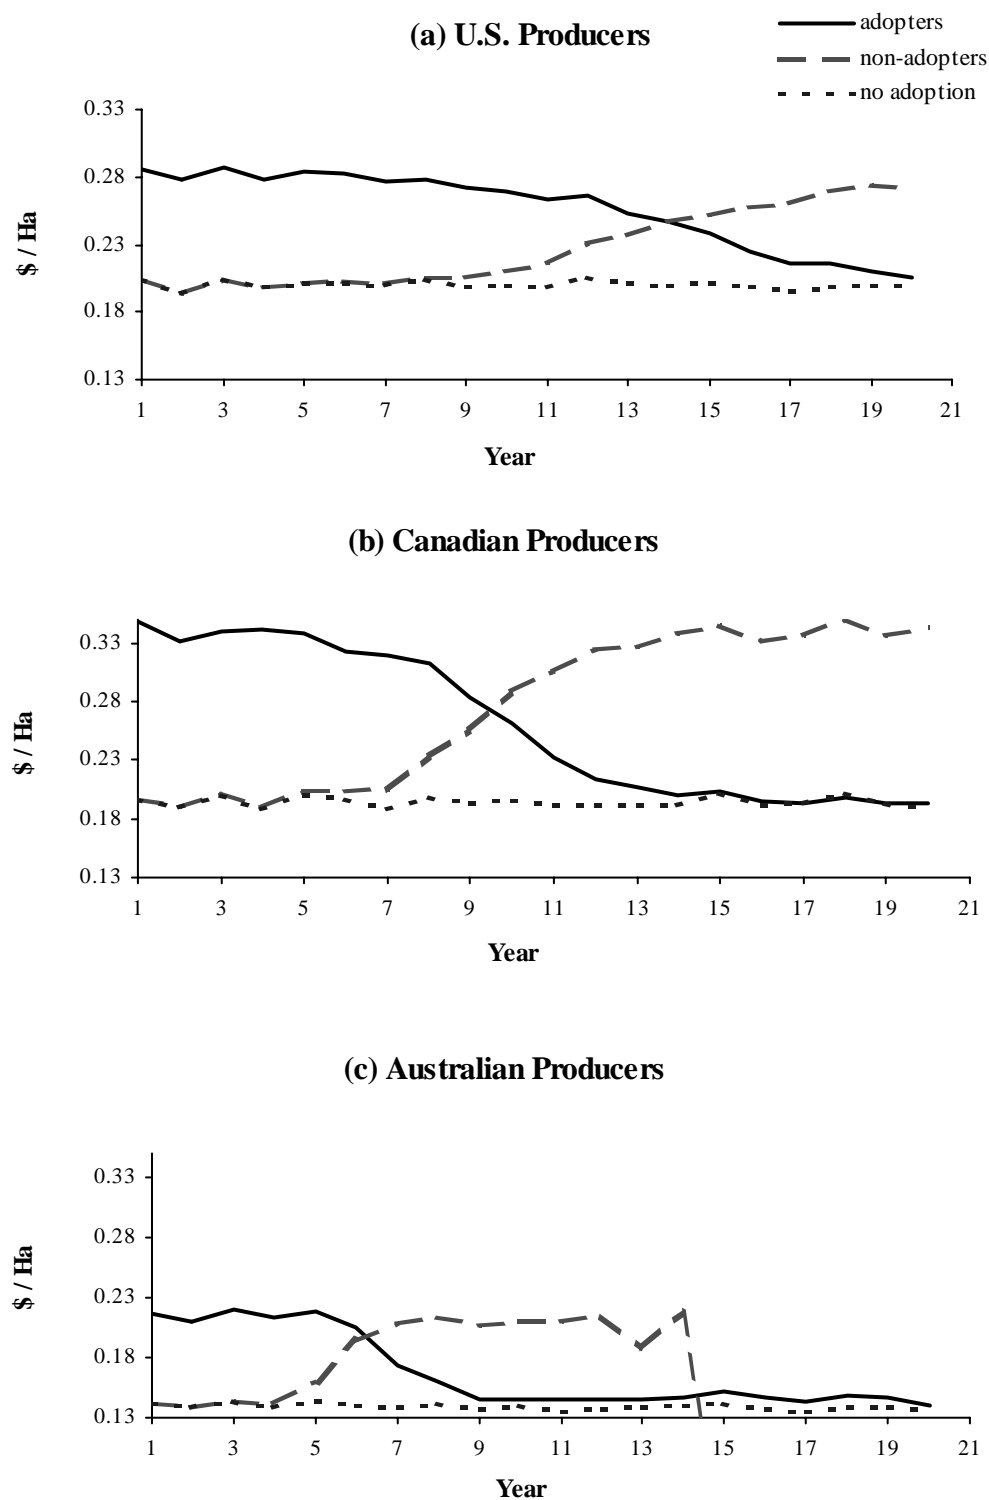 (a) U.S. Producers
adopters
non-adopters
no adoption
$ / Ha
0.33
0.28
0.23
0.18
0.13
1 3 5 7 9 11 13 15 17 19 21
Year
(b) Canadian Producers
$ / Ha
0.33
0.28
0.23
0.18
0.13
1 3 5 7 9 11 13 15 17 19 21
Year
(c) Australian Producers
$ / Ha
0.33
0.28
0.23
0.18
0.13
1 3 5 7 9 11 13 15 17 19 21
Year